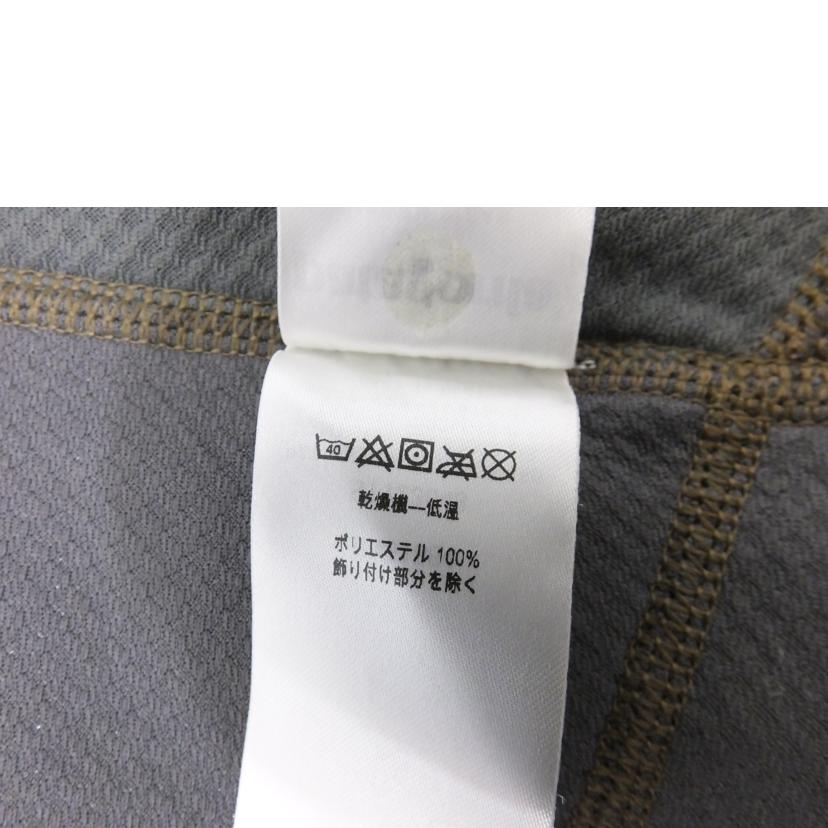 40
乾燥機—低温
ポリエステル 100%
飾り付け部分を除く